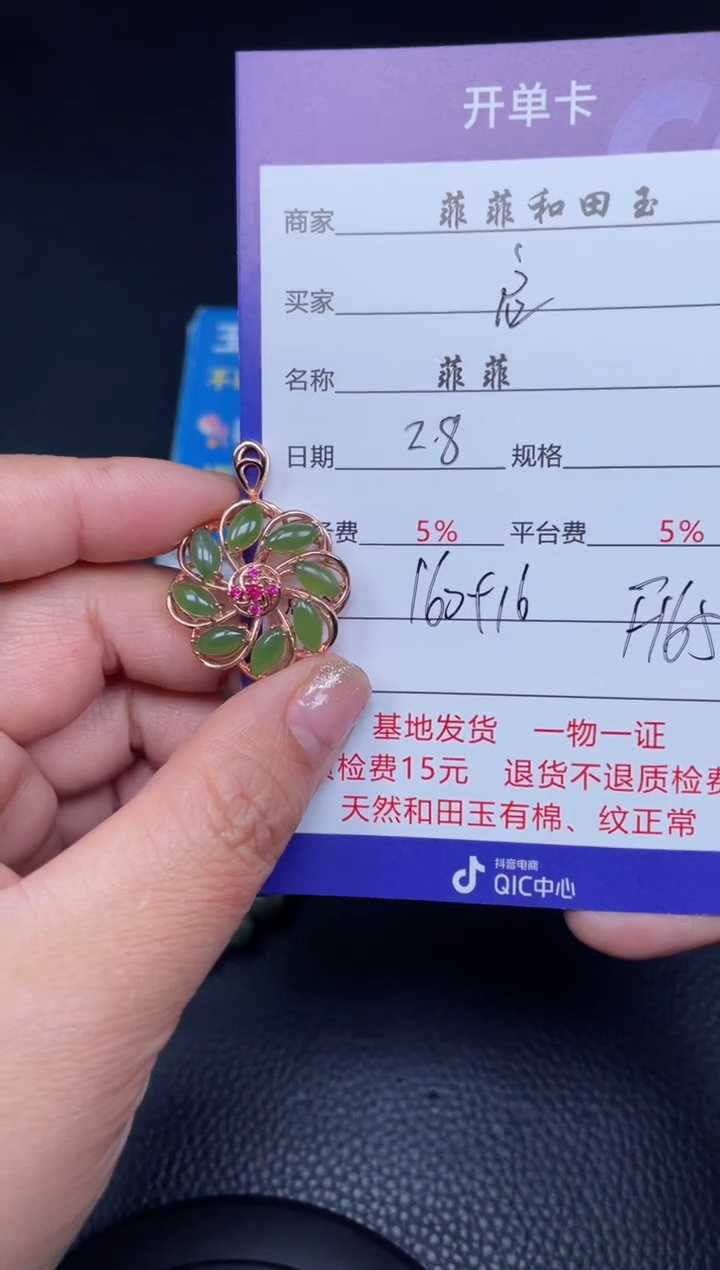 开单卡
商家 菲菲和田玉
买家
名称 菲菲
日期 2.8 规格
务费 5% 平台费 5%
160+16
基地发货 一物一证
检费15元 退货不退质检费
天然和田玉有棉、纹正常
抖音电商
QIC中心